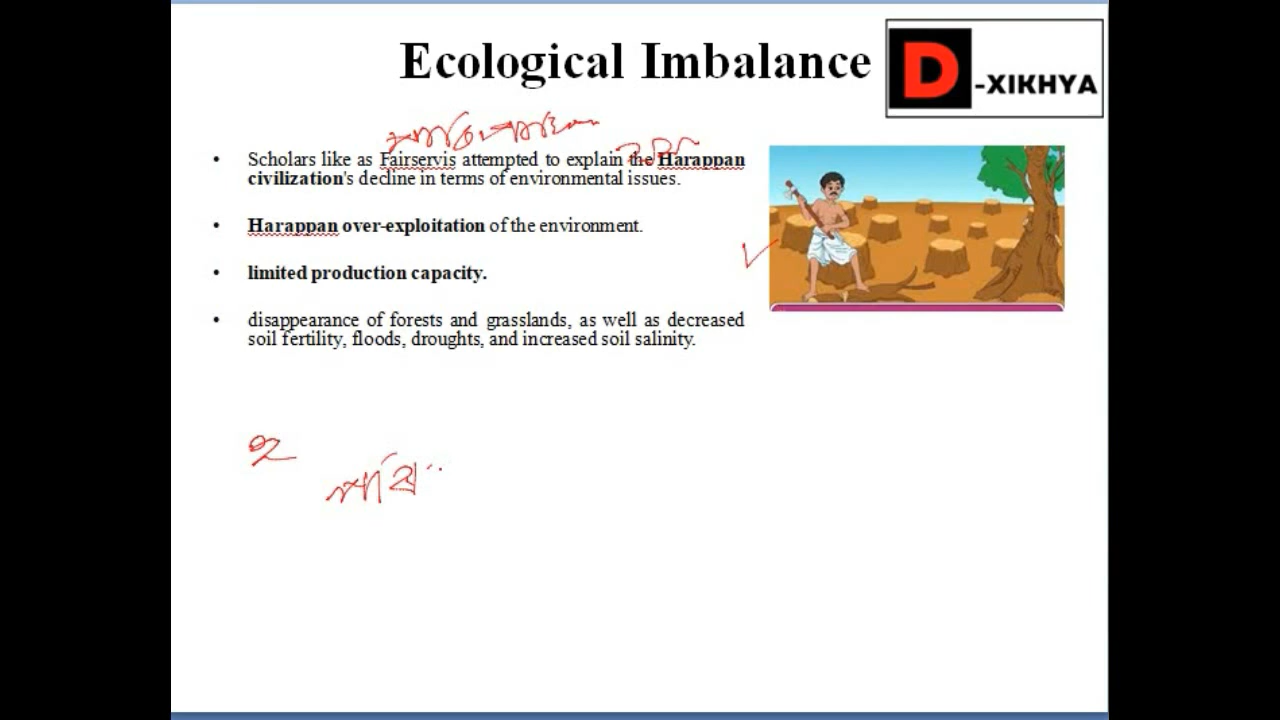 Ecological Imbalance
D-XIKHYA
• Scholars like as Fairservis attempted to explain the Harappan
civilization's decline in terms of environmental issues.
• Harappan over-exploitation of the environment.
• limited production capacity.
• disappearance of forests and grasslands, as well as decreased
soil fertility, floods, droughts, and increased soil salinity.